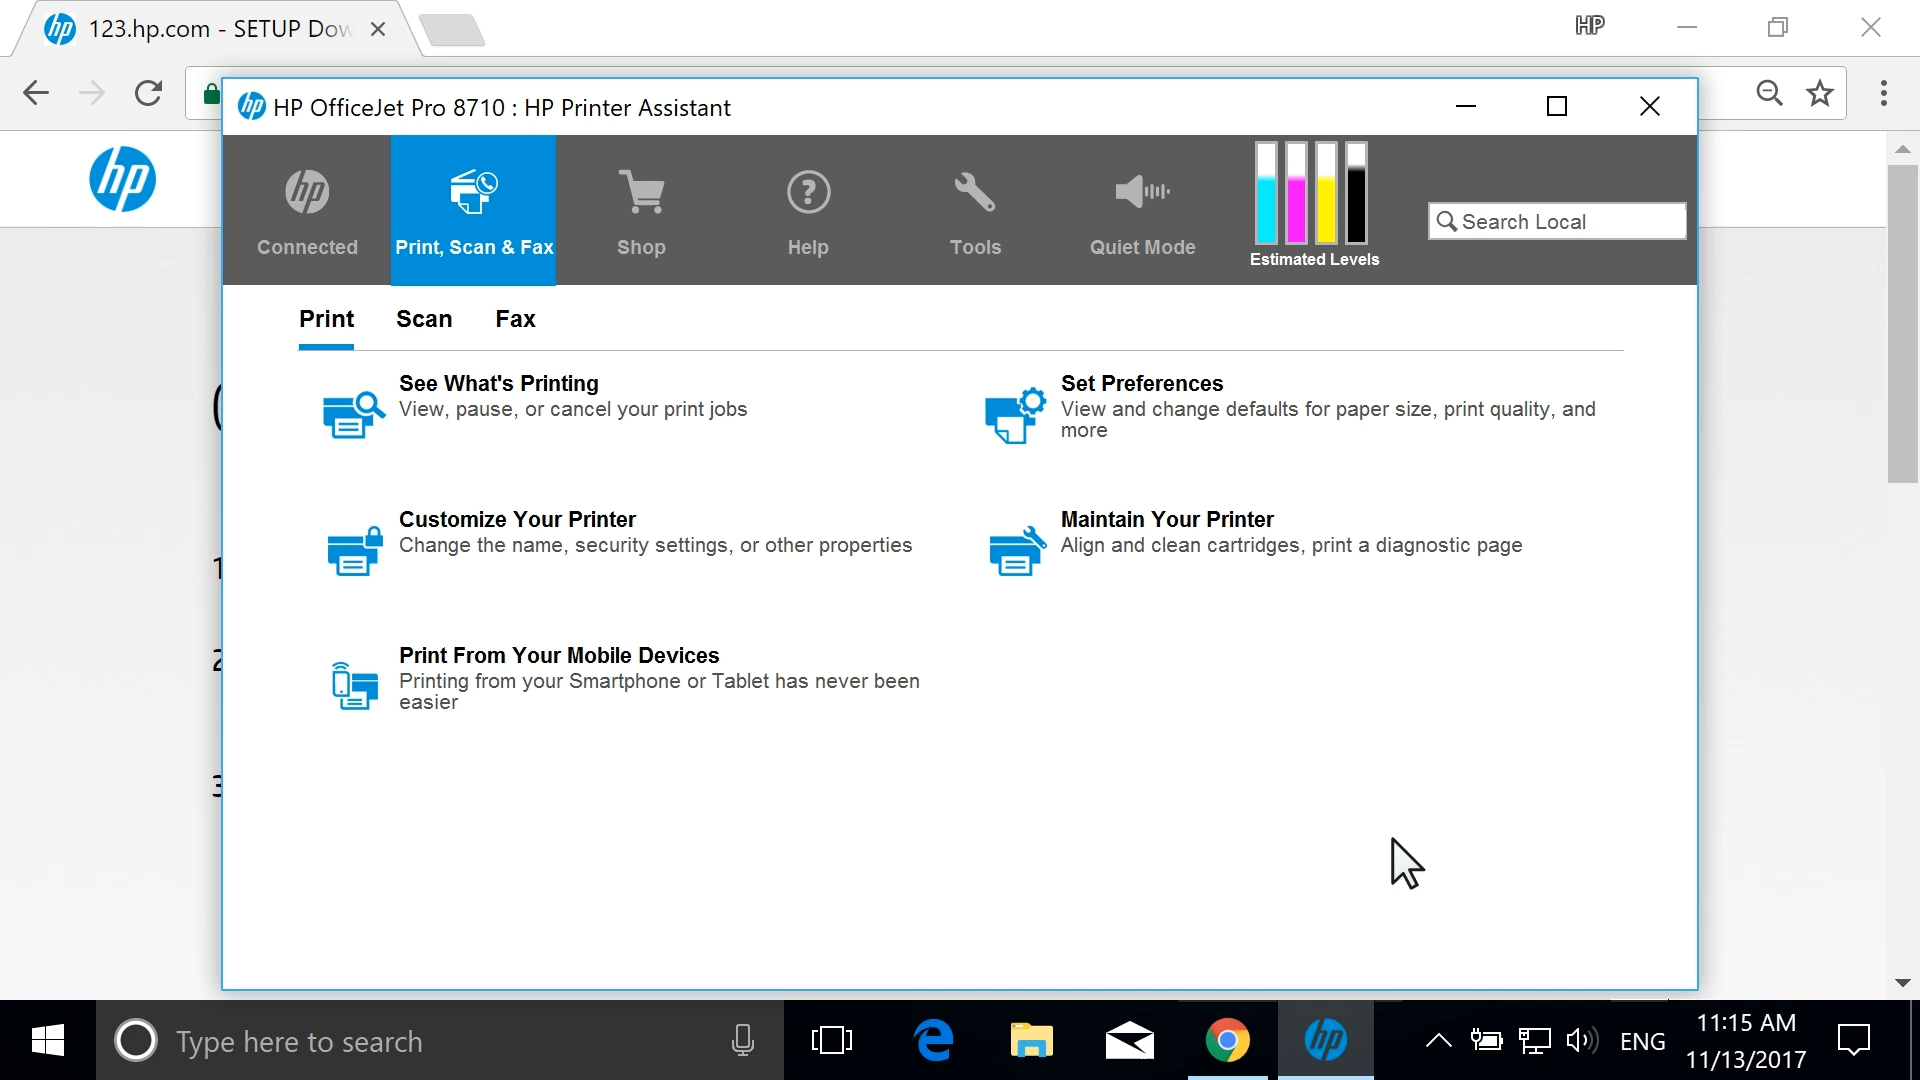 123.hp.com - SETUP Dow
HP
HP OfficeJet Pro 8710 : HP Printer Assistant
hp
Connected
Print, Scan & Fax
Shop
Help
Tools
Quiet Mode
Estimated Levels
Search Local
Print
Scan
Fax
See What's Printing
View, pause, or cancel your print jobs
Set Preferences
View and change defaults for paper size, print quality, and
more
Customize Your Printer
Change the name, security settings, or other properties
Maintain Your Printer
Align and clean cartridges, print a diagnostic page
Print From Your Mobile Devices
Printing from your Smartphone or Tablet has never been
easier
1
2
3
Type here to search
ENG
11:15 AM
11/13/2017